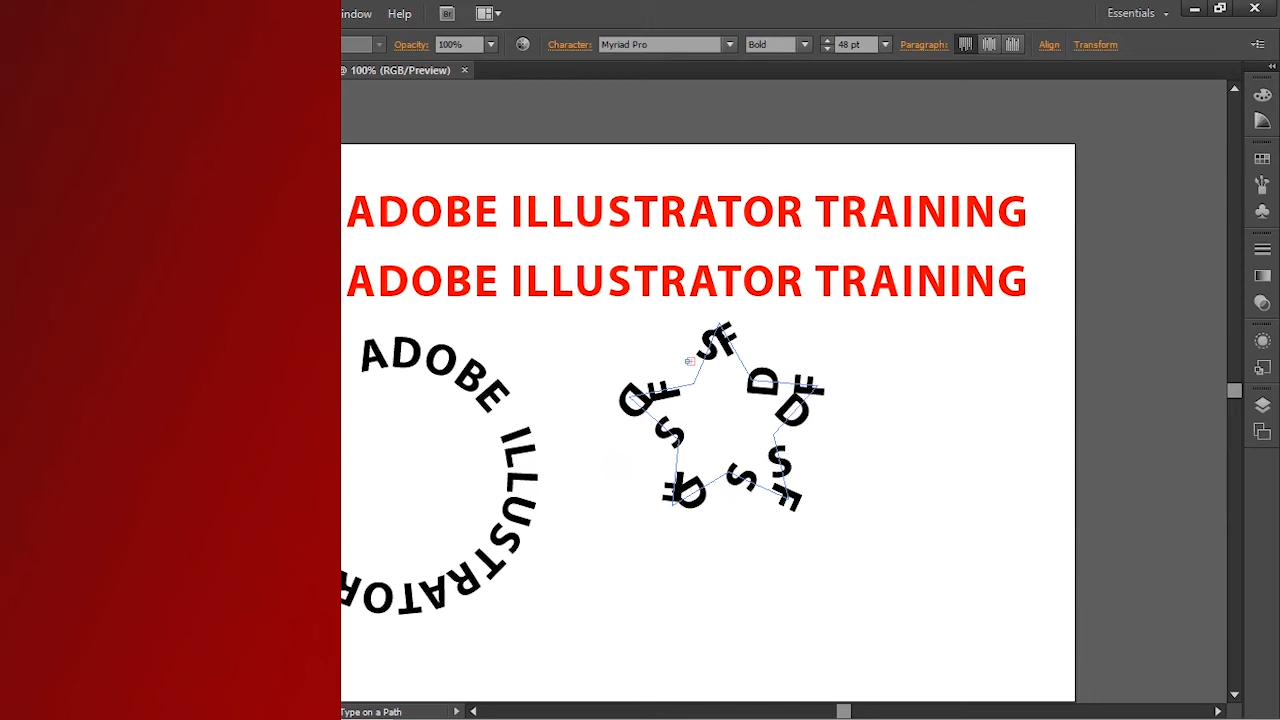 indow Help Br Essentials
Opacity: 100% Character: Myriad Pro Bold 48 pt Paragraph: Align Transform
@ 100% (RGB/Preview)
ADOBE ILLUSTRATOR TRAINING
ADOBE ILLUSTRATOR TRAINING
ADOBE ILLUSTRATOR
F D F D S F S D F S D F S
Type on a Path